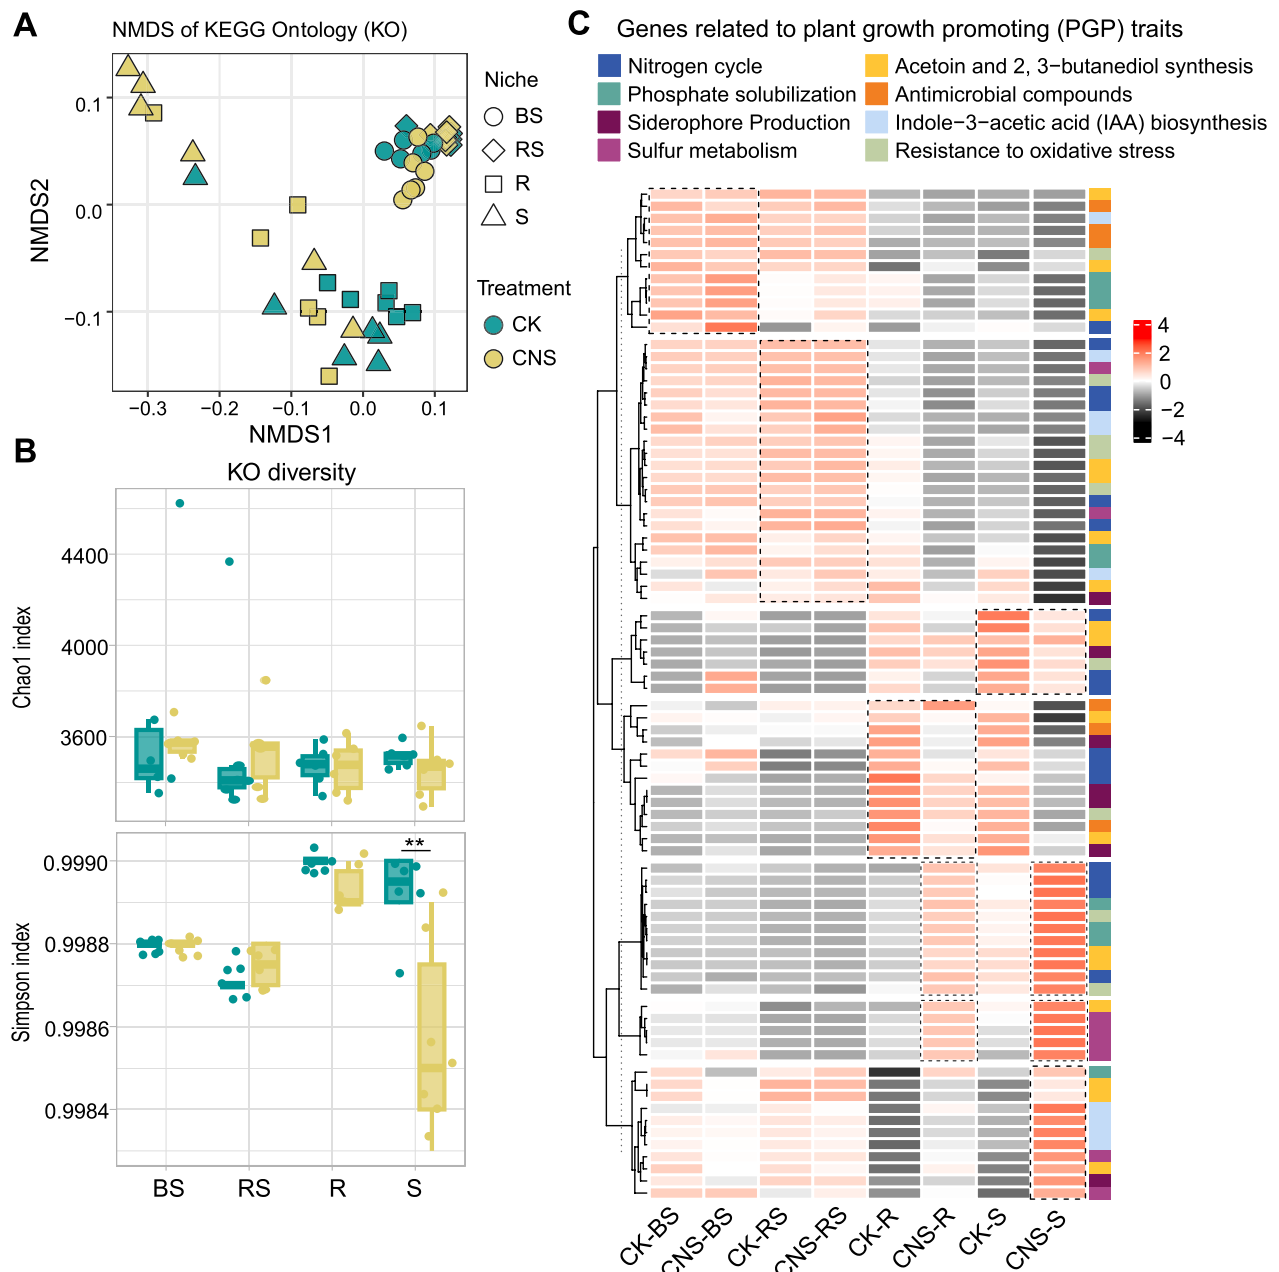 A
NMDS of KEGG Ontology (KO)
0.1
0.0
−0.1
NMDS2
−0.3
−0.2
−0.1
0.0
0.1
NMDS1
Niche
BS
RS
R
S
Treatment
CK
CNS
B
KO diversity
4400
4000
3600
Chao1 index
**
0.9990
0.9988
0.9986
0.9984
Simpson index
BS
RS
R
S
C
Genes related to plant growth promoting (PGP) traits
Nitrogen cycle
Phosphate solubilization
Siderophore Production
Sulfur metabolism
Acetoin and 2, 3−butanediol synthesis
Antimicrobial compounds
Indole−3−acetic acid (IAA) biosynthesis
Resistance to oxidative stress
4
2
0
−2
−4
CK-BS
CNS-BS
CK-RS
CNS-RS
CK-R
CNS-R
CK-S
CNS-S